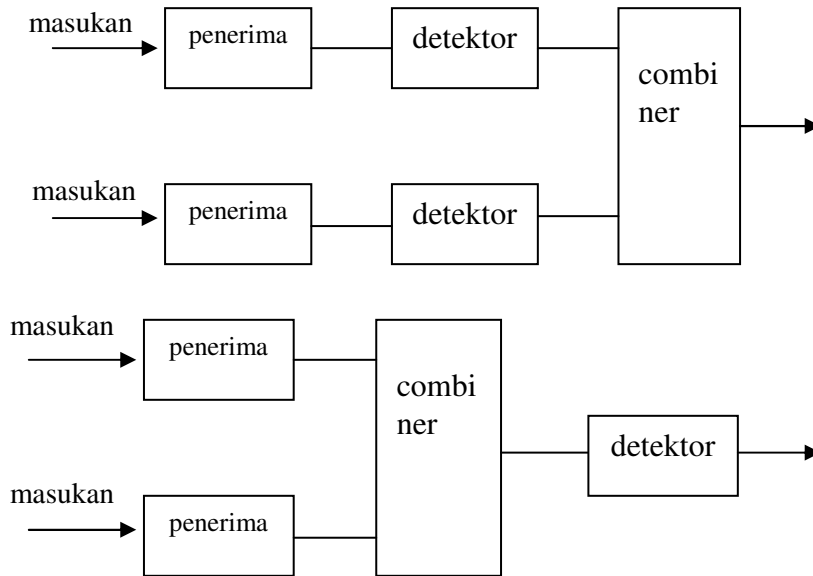 masukan
penerima
detektor
combi
ner
masukan
penerima
detektor
masukan
penerima
combi
ner
detektor
masukan
penerima